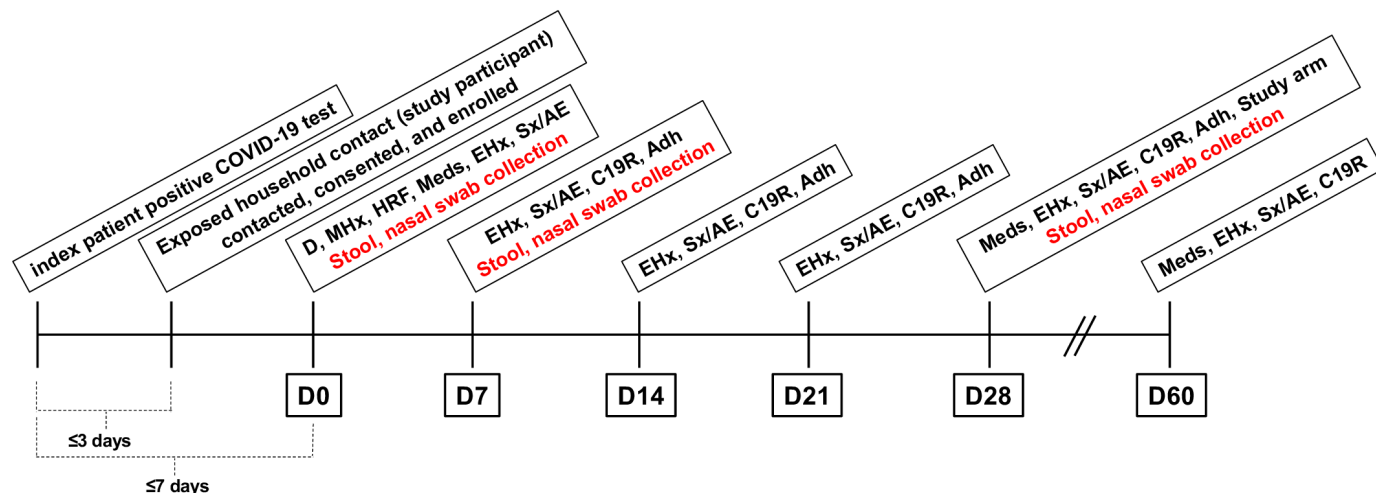 index patient positive COVID-19 test
Exposed household contact (study participant)
contacted, consented, and enrolled
D, MHx, HRF, Meds, EHx, Sx/AE
Stool, nasal swab collection
EHx, Sx/AE, C19R, Adh
Stool, nasal swab collection
EHx, Sx/AE, C19R, Adh
EHx, Sx/AE, C19R, Adh
Meds, EHx, Sx/AE, C19R, Adh, Study arm
Stool, nasal swab collection
Meds, EHx, Sx/AE, C19R
D0
D7
D14
D21
D28
D60
≤3 days
≤7 days